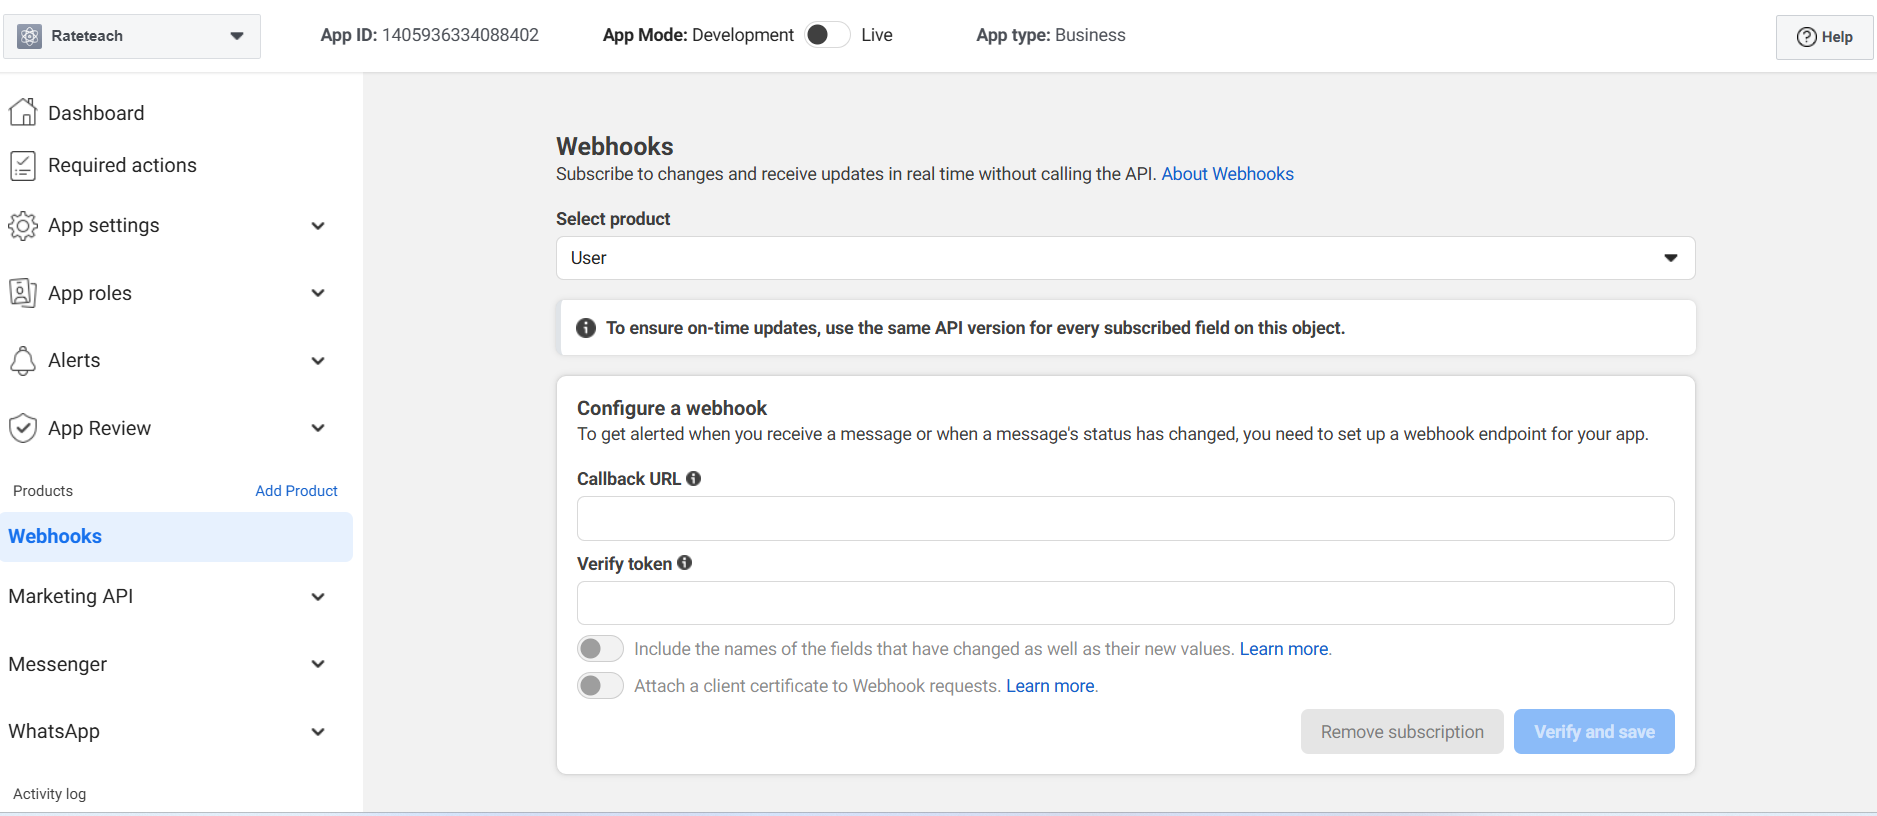 Rateteach
App ID: 1405936334088402
App Mode: Development
Live
App type: Business
Help
Dashboard
Required actions
App settings
App roles
Alerts
App Review
Products
Add Product
Webhooks
Marketing API
Messenger
WhatsApp
Activity log
Webhooks
Subscribe to changes and receive updates in real time without calling the API. About Webhooks
Select product
User
To ensure on-time updates, use the same API version for every subscribed field on this object.
Configure a webhook
To get alerted when you receive a message or when a message's status has changed, you need to set up a webhook endpoint for your app.
Callback URL
Verify token
Include the names of the fields that have changed as well as their new values. Learn more.
Attach a client certificate to Webhook requests. Learn more.
Remove subscription
Verify and save